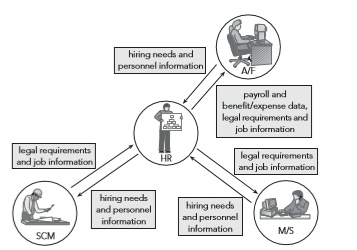 hiring needs and
personnel information
A/F
payroll and
benefit/expense data,
legal requirements and
job information
HR
legal requirements
and job information
legal requirements
and job information
hiring needs
and personnel
information
hiring needs
and personnel
information
SCM
M/S